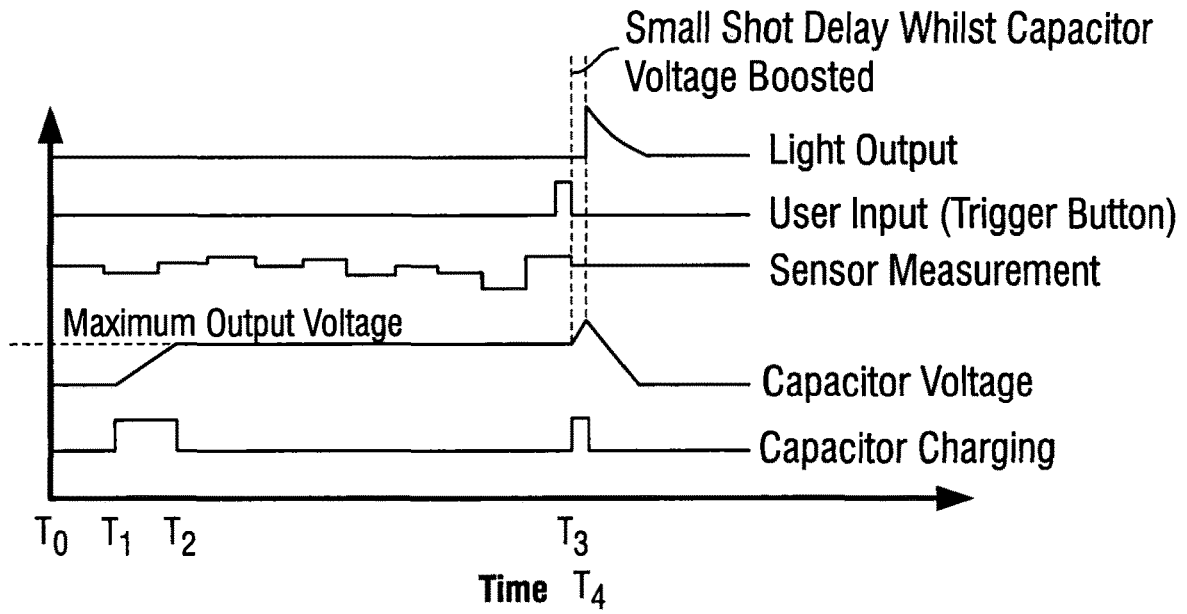 Small Shot Delay Whilst Capacitor
Voltage Boosted
Light Output
User Input (Trigger Button)
Sensor Measurement
Maximum Output Voltage
Capacitor Voltage
Capacitor Charging
T0 T1 T2 T3
Time T4